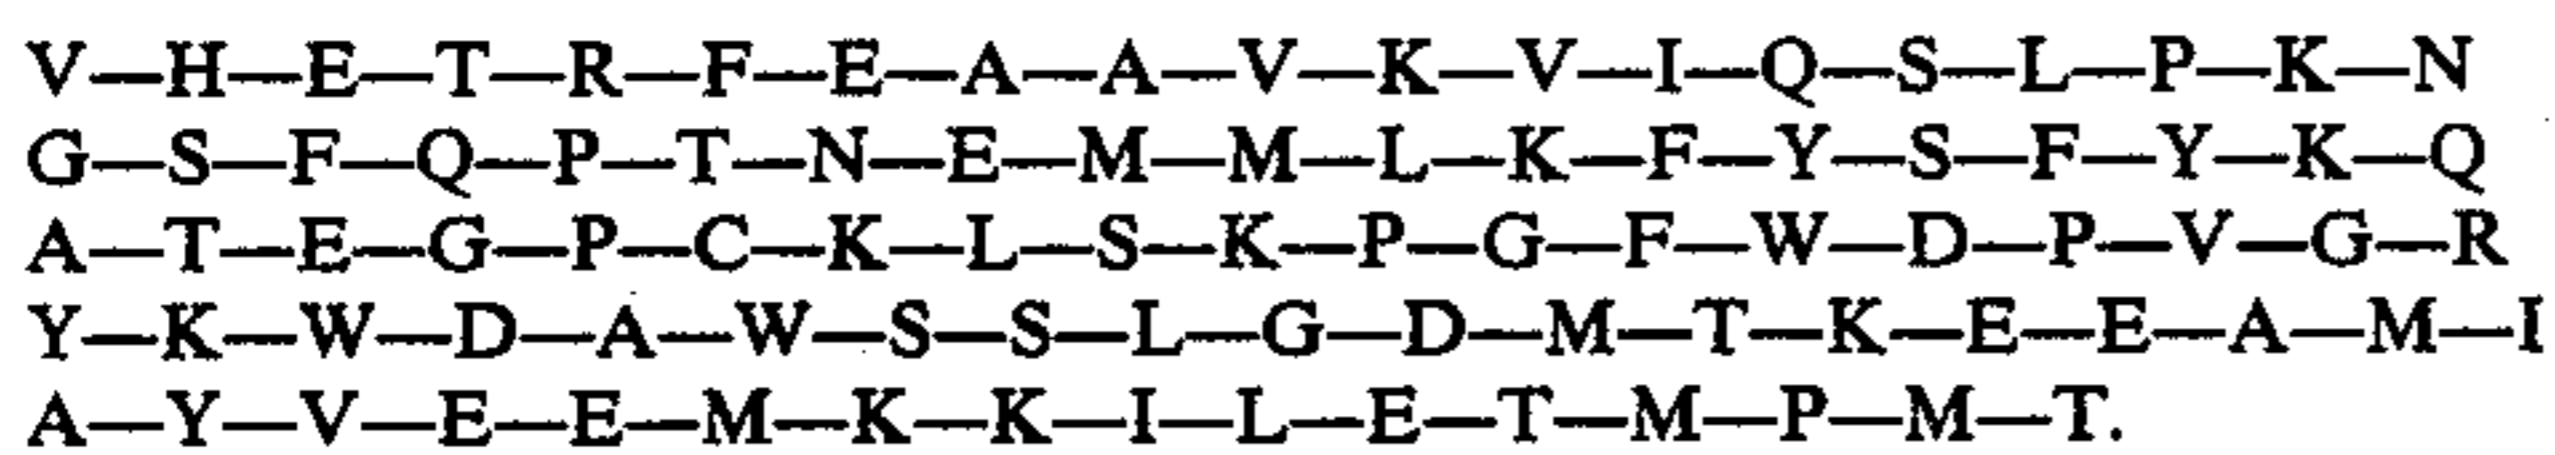 V—H—E—T—R—F—E—A—A—V—K—V—I—Q—S—L—P—K—N
G—S—F—Q—P—T—N—E—M—M—L—K—F—Y—S—F—Y—K—Q
A—T—E—G—P—C—K—L—S—K—P—G—F—W—D—P—V—G—R
Y—K—W—D—A—W—S—S—L—G—D—M—T—K—E—E—A—M—I
A—Y—V—E—E—M—K—K—I—L—E—T—M—P—M—T.